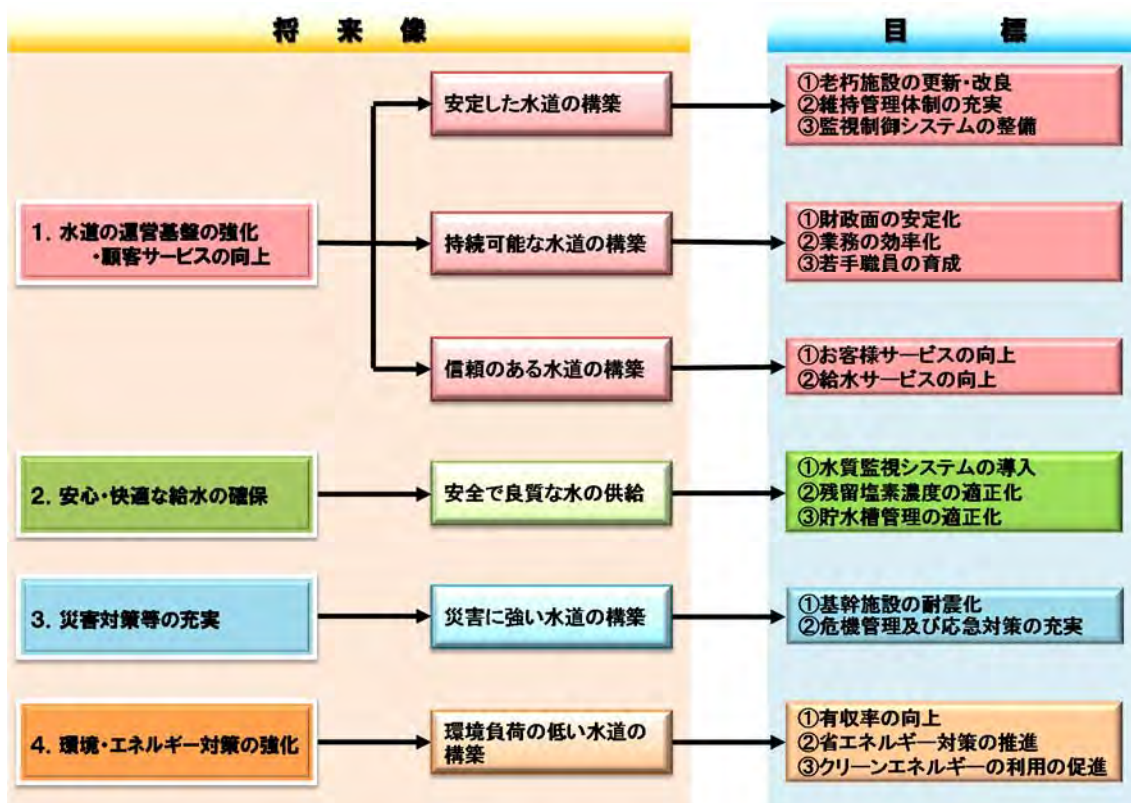 将来像
目標
1. 水道の運営基盤の強化
・顧客サービスの向上
安定した水道の構築
①老朽施設の更新・改良
②維持管理体制の充実
③監視制御システムの整備
持続可能な水道の構築
①財政面の安定化
②業務の効率化
③若手職員の育成
信頼のある水道の構築
①お客様サービスの向上
②給水サービスの向上
2. 安心・快適な給水の確保
安全で良質な水の供給
①水質監視システムの導入
②残留塩素濃度の適正化
③貯水槽管理の適正化
3. 災害対策等の充実
災害に強い水道の構築
①基幹施設の耐震化
②危機管理及び応急対策の充実
4. 環境・エネルギー対策の強化
環境負荷の低い水道の
構築
①有収率の向上
②省エネルギー対策の推進
③クリーンエネルギーの利用の促進